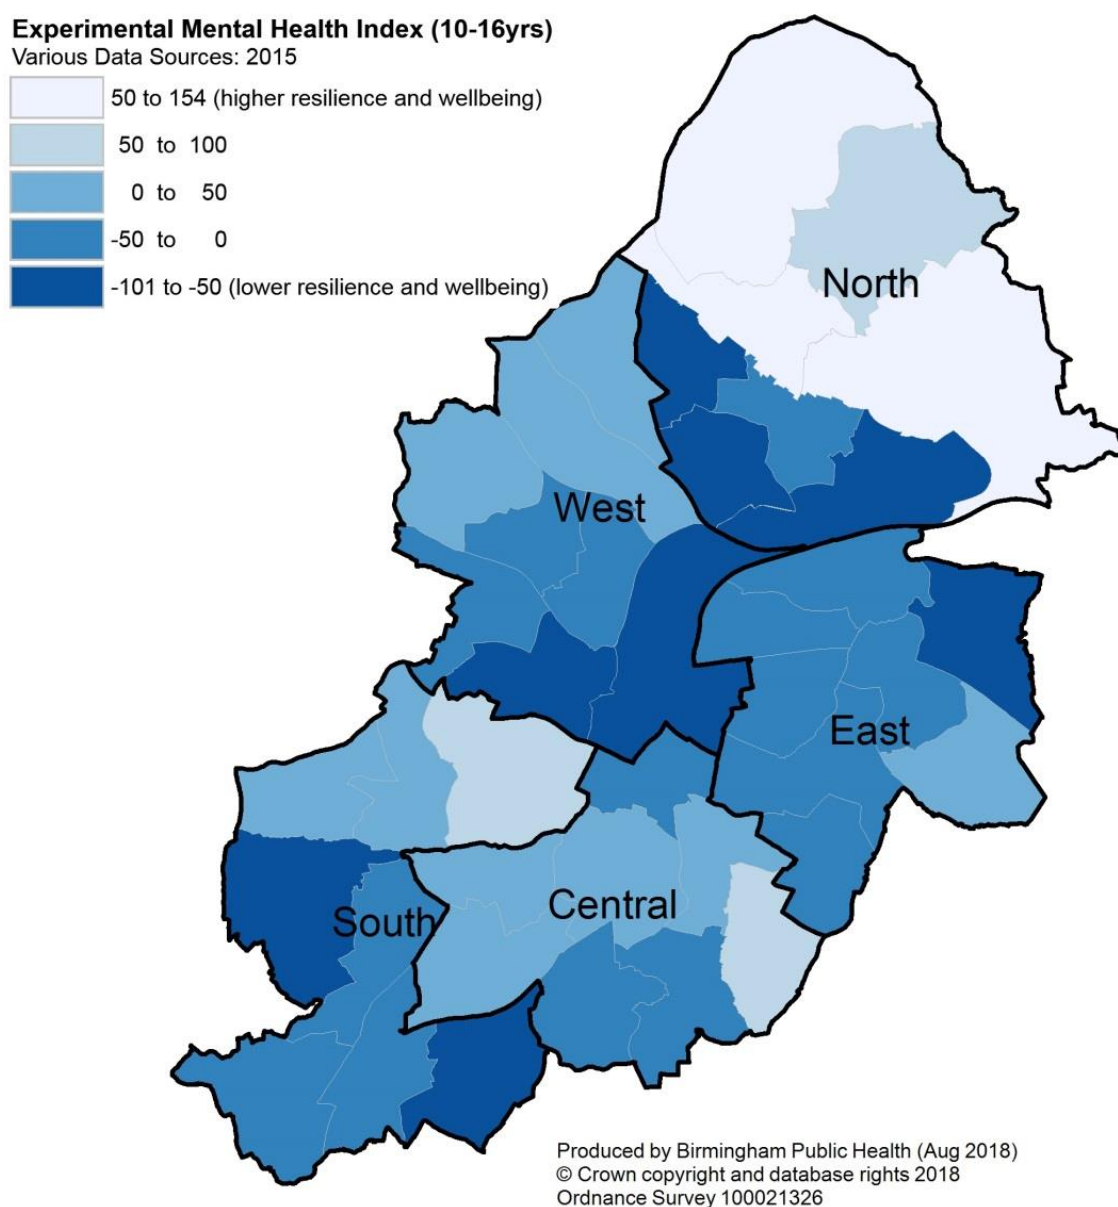 Experimental Mental Health Index (10-16yrs)
Various Data Sources: 2015
50 to 154 (higher resilience and wellbeing)
50 to 100
0 to 50
-50 to 0
-101 to -50 (lower resilience and wellbeing)
North
West
East
Central
South
Produced by Birmingham Public Health (Aug 2018)
© Crown copyright and database rights 2018
Ordnance Survey 100021326